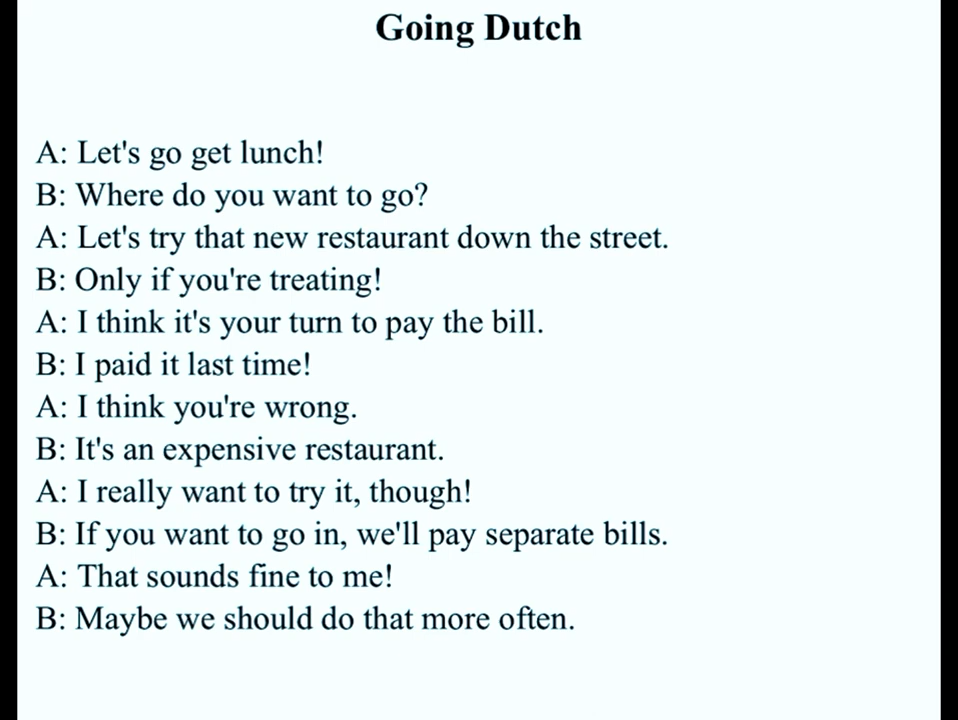 Going Dutch
A: Let's go get lunch!
B: Where do you want to go?
A: Let's try that new restaurant down the street.
B: Only if you're treating!
A: I think it's your turn to pay the bill.
B: I paid it last time!
A: I think you're wrong.
B: It's an expensive restaurant.
A: I really want to try it, though!
B: If you want to go in, we'll pay separate bills.
A: That sounds fine to me!
B: Maybe we should do that more often.